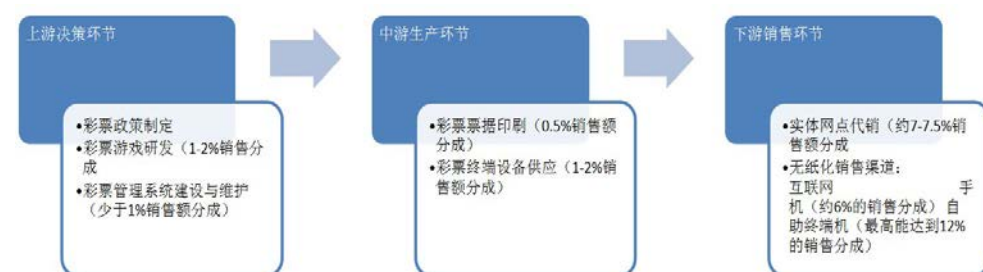 上游决策环节
•彩票政策制定
•彩票游戏研发（1-2%销售分
成
•彩票管理系统建设与维护
（少于1%销售额分成）
中游生产环节
•彩票票据印刷（0.5%销售额
分成）
•彩票终端设备供应（1-2%销
售额分成）
下游销售环节
•实体网点代销（约7-7.5%销
售额分成
•无纸化销售渠道：
互联网 手
机（约6%的销售分成）自
助终端机（最高能达到12%
的销售分成）